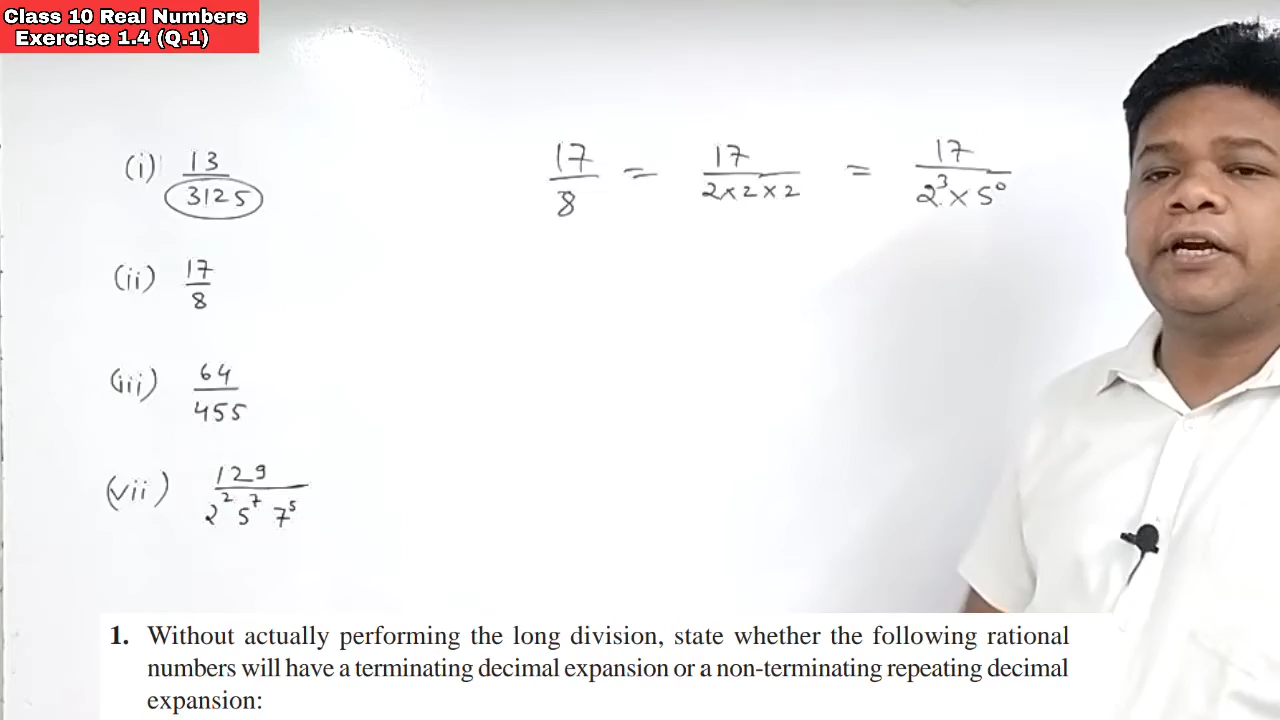 Class 10 Real Numbers
Exercise 1.4 (Q.1)
(i) 13/3125
17/8 = 17/2×2×2 = 17/2³×5⁰
(ii) 17/8
(iii) 64/455
(vii) 129/2² 5⁷ 7⁵
1. Without actually performing the long division, state whether the following rational
numbers will have a terminating decimal expansion or a non-terminating repeating decimal
expansion: